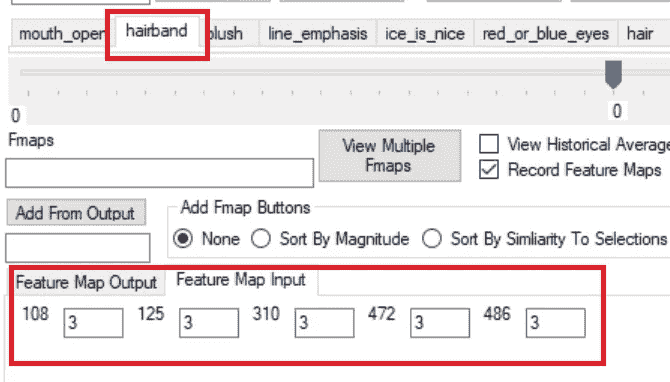 mouth_open hairband blush line_emphasis ice_is_nice red_or_blue_eyes hair
0 0
Fmaps
View Multiple Fmaps
View Historical Average
Record Feature Maps
Add From Output
Add Fmap Buttons
None Sort By Magnitude Sort By Simliarity To Selections
Feature Map Output Feature Map Input
108 3 125 3 310 3 472 3 486 3